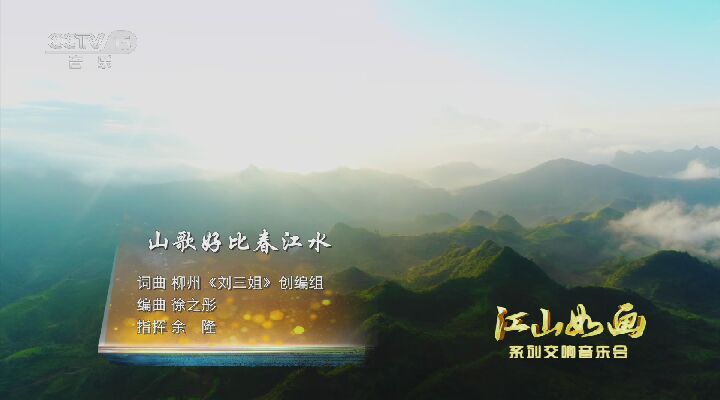 CCTV 15
音乐
山歌好比春江水
词曲 柳州《刘三姐》创编组
编曲 徐之彤
指挥 余 隆
江山如画
系列交响音乐会